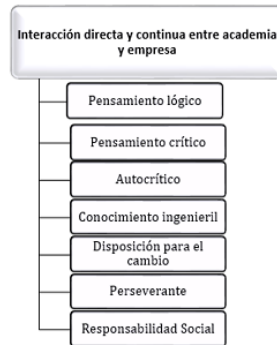 Interacción directa y continua entre academia
y empresa
Pensamiento lógico
Pensamiento crítico
Autocrítico
Conocimiento ingenieril
Disposición para el
cambio
Perseverante
Responsabilidad Social